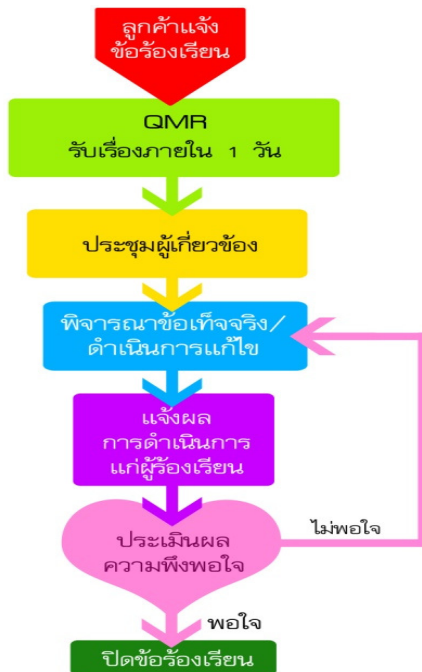 ลูกค้าแจ้ง
ข้อร้องเรียน
QMR
รับเรื่องภายใน 1 วัน
ประชุมผู้เกี่ยวข้อง
พิจารณาข้อเท็จจริง/
ดำเนินการแก้ไข
แจ้งผล
การดำเนินการ
แก่ผู้ร้องเรียน
ประเมินผล
ความพึงพอใจ
ไม่พอใจ
พอใจ
ปิดข้อร้องเรียน